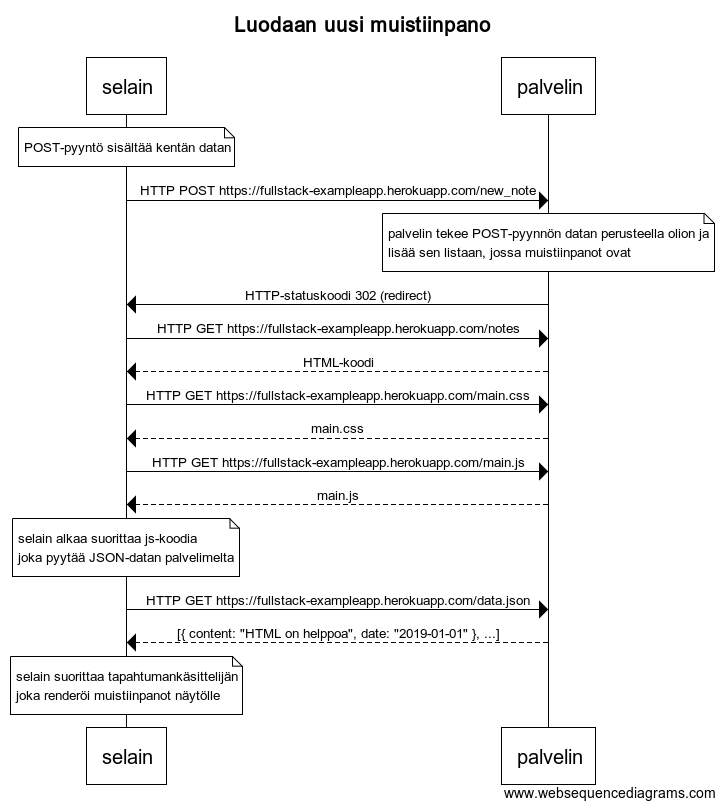 Luodaan uusi muistiinpano
selain
palvelin
POST-pyyntö sisältää kentän datan
HTTP POST https://fullstack-exampleapp.herokuapp.com/new_note
palvelin tekee POST-pyynnön datan perusteella olion ja
lisää sen listaan, jossa muistiinpanot ovat
HTTP-statuskoodi 302 (redirect)
HTTP GET https://fullstack-exampleapp.herokuapp.com/notes
HTML-koodi
HTTP GET https://fullstack-exampleapp.herokuapp.com/main.css
main.css
HTTP GET https://fullstack-exampleapp.herokuapp.com/main.js
main.js
selain alkaa suorittaa js-koodia
joka pyytää JSON-datan palvelimelta
HTTP GET https://fullstack-exampleapp.herokuapp.com/data.json
[{ content: "HTML on helppoa", date: "2019-01-01" }, ...]
selain suorittaa tapahtumankäsittelijän
joka renderöi muistiinpanot näytölle
selain
palvelin
www.websequencediagrams.com